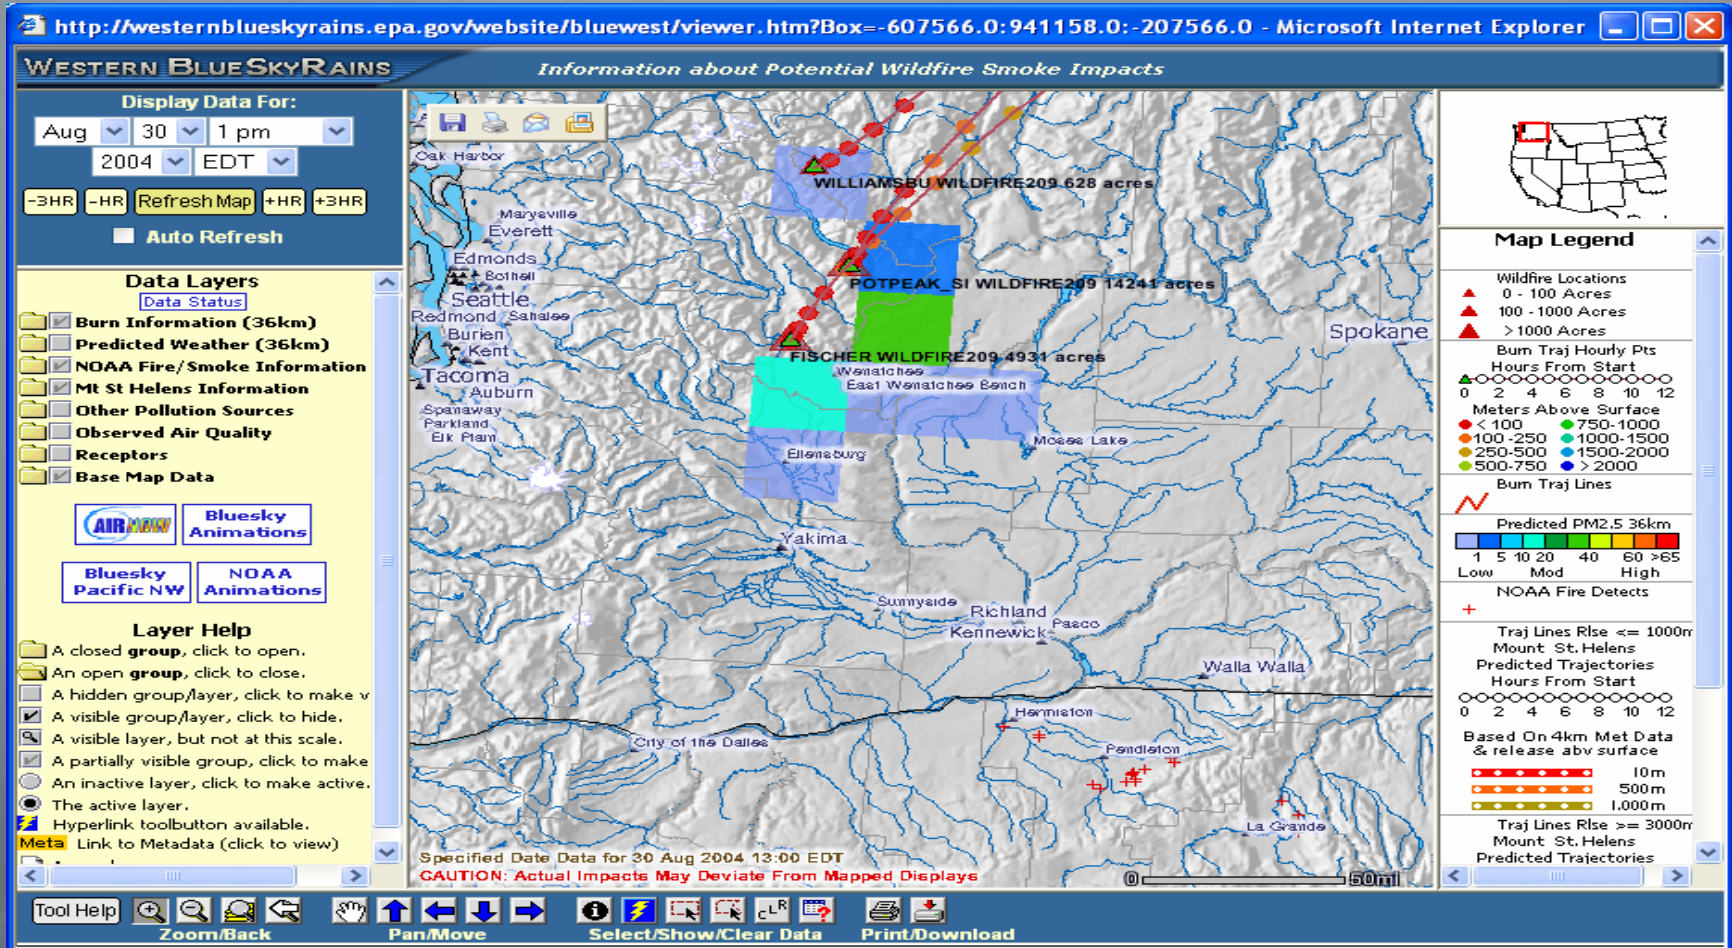 http://westernblueskyrains.epa.gov/website/bluewest/viewer.htm?Box=-607566.0:941158.0:-207566.0 - Microsoft Internet Explorer
WESTERN BLUESKYRAINS
Information about Potential Wildfire Smoke Impacts
Display Data For:
Aug 30 1 pm
2004 EDT
-3HR -HR Refresh Map +HR +3HR
Auto Refresh
Data Layers
Data Status
Burn Information (36km)
Predicted Weather (36km)
NOAA Fire/Smoke Information
Mt St Helens Information
Other Pollution Sources
Observed Air Quality
Receptors
Base Map Data
AIRNOW
Bluesky
Animations
Bluesky
Pacific NW
NOAA
Animations
Layer Help
A closed group, click to open.
An open group, click to close.
A hidden group/layer, click to make v
A visible group/layer, click to hide.
A visible layer, but not at this scale.
A partially visible group, click to make
An inactive layer, click to make active.
The active layer.
Hyperlink toolbutton available.
Meta Link to Metadata (click to view)
Oak Harbor
WILLIAMSBU WILDFIRE209 628 acres
Marysville
Everett
Edmonds
Bothell
POTPEAK_SI WILDFIRE209 14241 acres
Seattle
Redmond Sahalee
Burien
Kent
Spokane
FISCHER WILDFIRE209 4931 acres
Wenatchee
East Wenatchee Bench
Tacoma
Auburn
Spanaway
Parkland
Elk Plain
Moses Lake
Ellensburg
Yakima
Sunnyside
Richland
Pasco
Kennewick
Walla Walla
Hermiston
City of the Dalles
Pendleton
La Grande
Specified Date Data for 30 Aug 2004 13:00 EDT
CAUTION: Actual Impacts May Deviate From Mapped Displays
0 50mi
Map Legend
Wildfire Locations
0 - 100 Acres
100 - 1000 Acres
>1000 Acres
Burn Traj Hourly Pts
Hours From Start
0 2 4 6 8 10 12
Meters Above Surface
< 100 750-1000
100 -250 1000-1500
250-500 1500-2000
500-750 > 2000
Burn Traj Lines
Predicted PM2.5 36km
1 5 10 20 40 60 >65
Low Mod High
NOAA Fire Detects
Traj Lines Rlse <= 1000m
Mount St. Helens
Predicted Trajectories
Hours From Start
0 2 4 6 8 10 12
Based On 4km Met Data
& release abv surface
10m
500m
1,000m
Traj Lines Rlse >= 3000m
Mount St. Helens
Predicted Trajectories
Tool Help
CLR
Zoom/Back
Pan/Move
Select/Show/Clear Data
Print/Download